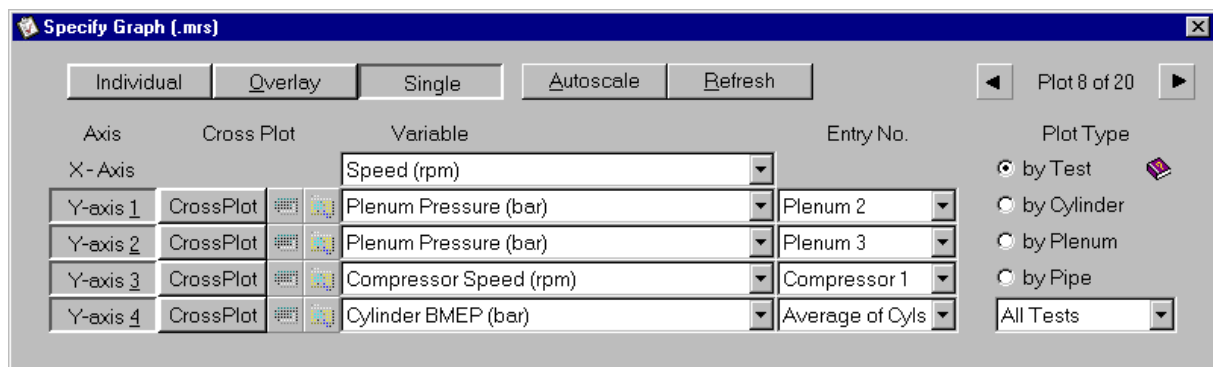 Specify Graph (.mrs)
Individual Overlay Single Autoscale Refresh Plot 8 of 20
Axis Cross Plot Variable Entry No. Plot Type
X-Axis Speed (rpm) by Test
Y-axis 1 CrossPlot Plenum Pressure (bar) Plenum 2 by Cylinder
Y-axis 2 CrossPlot Plenum Pressure (bar) Plenum 3 by Plenum
Y-axis 3 CrossPlot Compressor Speed (rpm) Compressor 1 by Pipe
Y-axis 4 CrossPlot Cylinder BMEP (bar) Average of Cyls All Tests